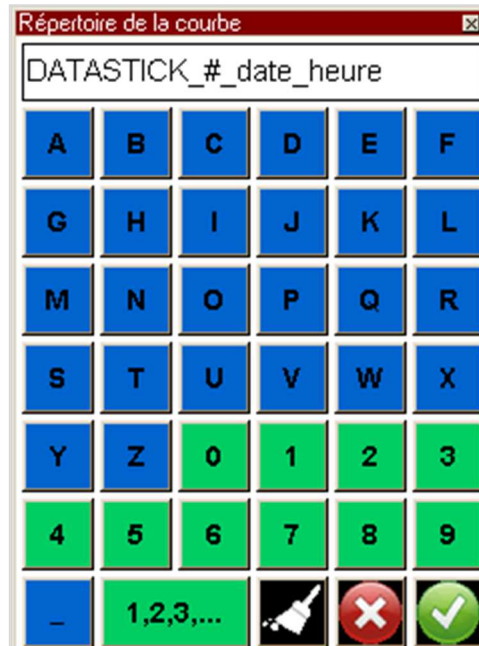 Répertoire de la courbe
DATASTICK_#_date_heure
A B C D E F
G H I J K L
M N O P Q R
S T U V W X
Y Z 0 1 2 3
4 5 6 7 8 9
_ 1,2,3,...